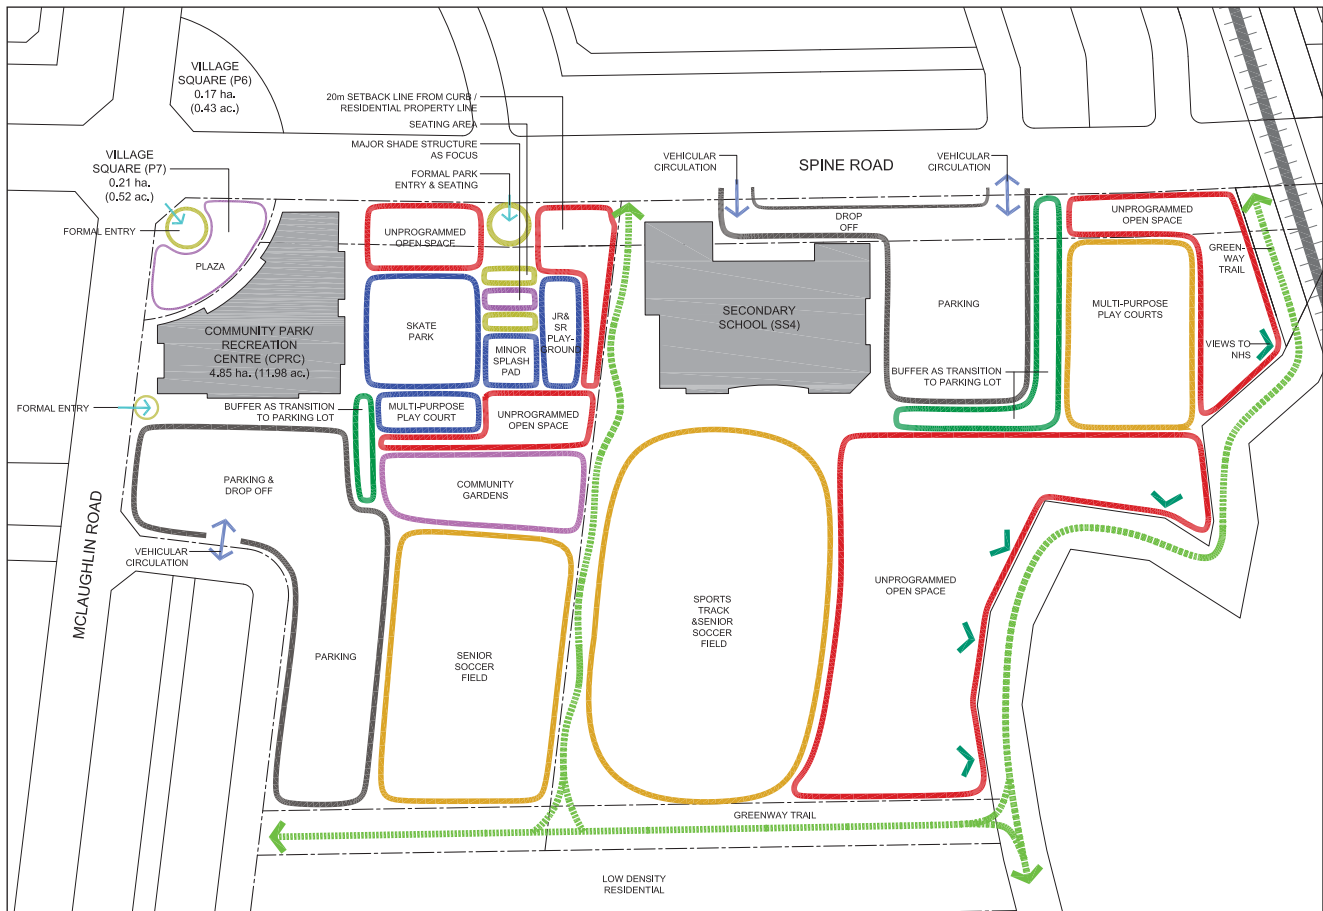 VILLAGE
SQUARE (P6)
0.17 ha.
(0.43 ac.)
20m SETBACK LINE FROM CURB /
RESIDENTIAL PROPERTY LINE
SEATING AREA
MAJOR SHADE STRUCTURE
AS FOCUS
FORMAL PARK
ENTRY & SEATING
VILLAGE
SQUARE (P7)
0.21 ha.
(0.52 ac.)
FORMAL ENTRY
PLAZA
VEHICULAR
CIRCULATION
SPINE ROAD
VEHICULAR
CIRCULATION
DROP
OFF
UNPROGRAMMED
OPEN SPACE
UNPROGRAMMED
OPEN SPACE
GREEN-
WAY
TRAIL
COMMUNITY PARK/
RECREATION
CENTRE (CPRC)
4.85 ha. (11.98 ac.)
SKATE
PARK
JR&
SR
PLAY-
GROUND
MINOR
SPLASH
PAD
SECONDARY
SCHOOL (SS4)
PARKING
MULTI-PURPOSE
PLAY COURTS
VIEWS TO
NHS
BUFFER AS TRANSITION
TO PARKING LOT
FORMAL ENTRY
BUFFER AS TRANSITION
TO PARKING LOT
MULTI-PURPOSE
PLAY COURT
UNPROGRAMMED
OPEN SPACE
PARKING &
DROP OFF
COMMUNITY
GARDENS
MCLAUGHLIN ROAD
VEHICULAR
CIRCULATION
PARKING
SENIOR
SOCCER
FIELD
SPORTS
TRACK
&SENIOR
SOCCER
FIELD
UNPROGRAMMED
OPEN SPACE
GREENWAY TRAIL
LOW DENSITY
RESIDENTIAL